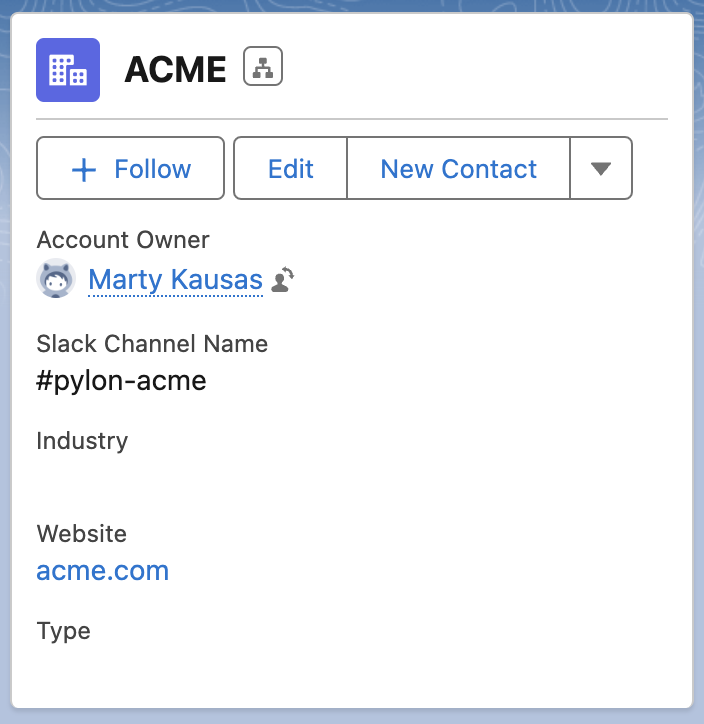 ACME
Follow
Edit
New Contact
Account Owner
Marty Kausas
Slack Channel Name
#pylon-acme
Industry
Website
acme.com
Type